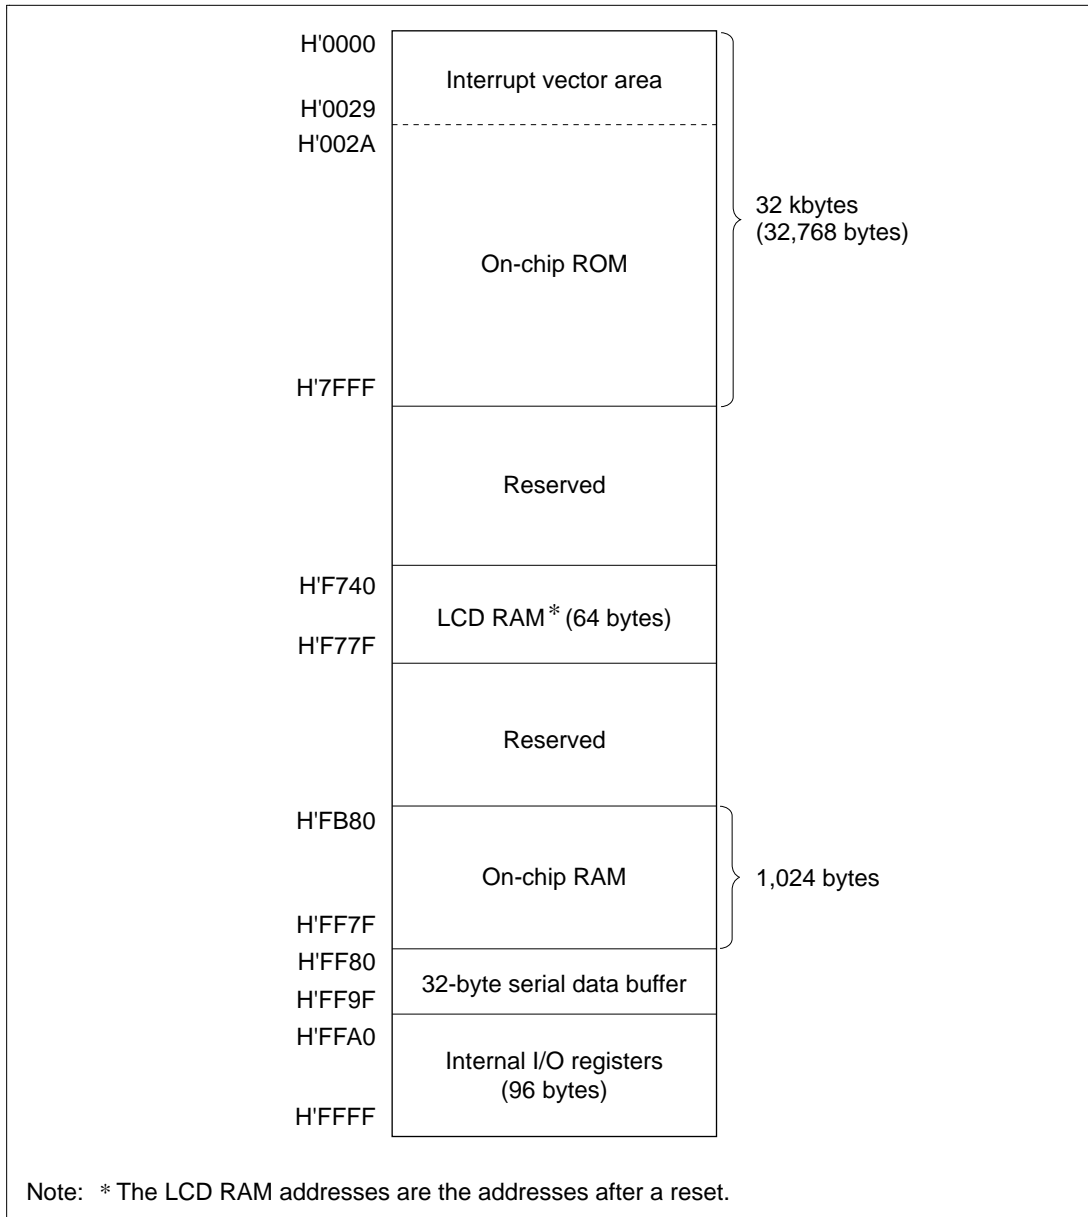 H'0000
Interrupt vector area
H'0029
H'002A
32 kbytes
(32,768 bytes)
On-chip ROM
H'7FFF
Reserved
H'F740
LCD RAM* (64 bytes)
H'F77F
Reserved
H'FB80
On-chip RAM
1,024 bytes
H'FF7F
H'FF80
32-byte serial data buffer
H'FF9F
H'FFA0
Internal I/O registers
(96 bytes)
H'FFFF
Note: * The LCD RAM addresses are the addresses after a reset.